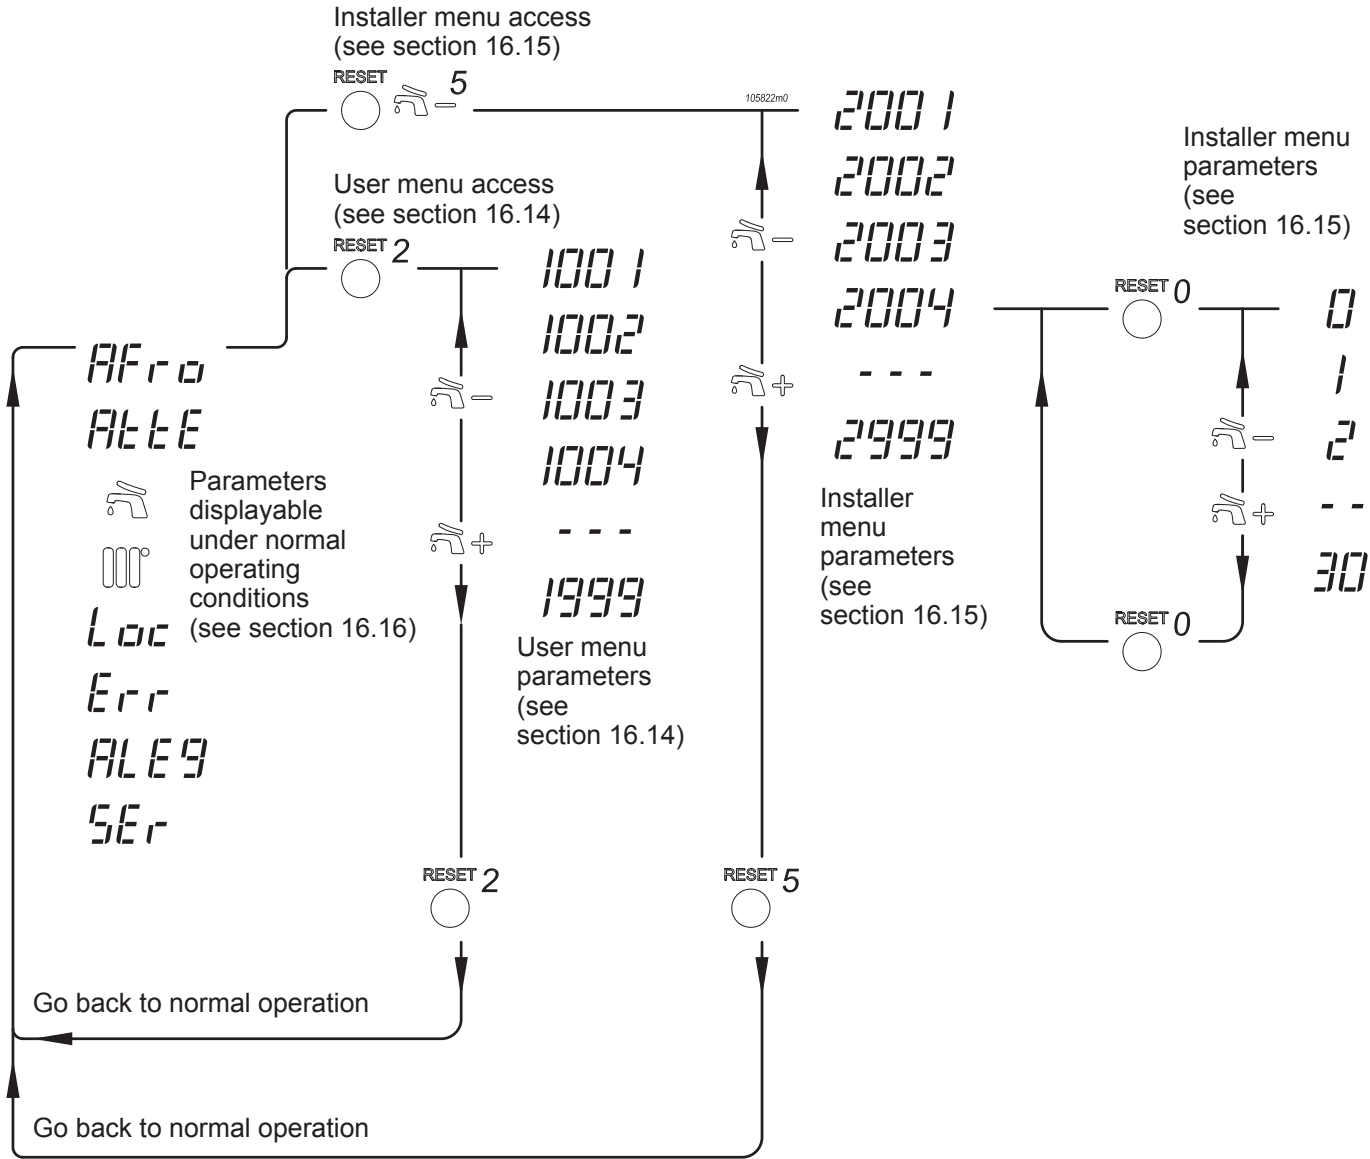 Installer menu access
(see section 16.15)
RESET 5
105822m0
User menu access
(see section 16.14)
RESET 2
AFro
AttE
Parameters
displayable
under normal
operating
conditions
(see section 16.16)
Loc
Err
ALE9
SEr
1001
1002
1003
1004
- - -
1999
User menu
parameters
(see
section 16.14)
2001
2002
2003
2004
- - -
2999
Installer
menu
parameters
(see
section 16.15)
Installer menu
parameters
(see
section 16.15)
RESET 0
0
1
2
- -
30
RESET 0
RESET 2
RESET 5
Go back to normal operation
Go back to normal operation